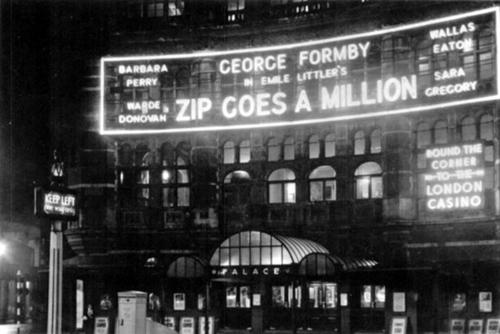 BARBARA
PERRY
WARDE
DONOVAN
GEORGE FORMBY
IN EMILE LITTLER'S
ZIP GOES A MILLION
WALLAS
EATON
SARA
GREGORY
ROUND THE
CORNER
TO THE
LONDON
CASINO
KEEP LEFT
PALACE